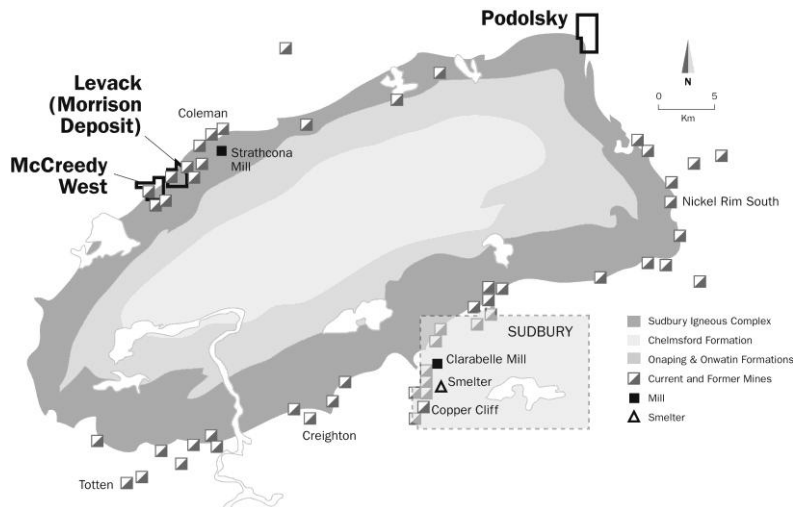 Podolsky
Levack
(Morrison
Deposit)
Coleman
N
0 5
Km
Strathcona
Mill
McCreedy
West
Nickel Rim South
SUDBURY
Clarabelle Mill
Smelter
Copper Cliff
Creighton
Totten
Sudbury Igneous Complex
Chelmsford Formation
Onaping & Onwatin Formations
Current and Former Mines
Mill
Smelter